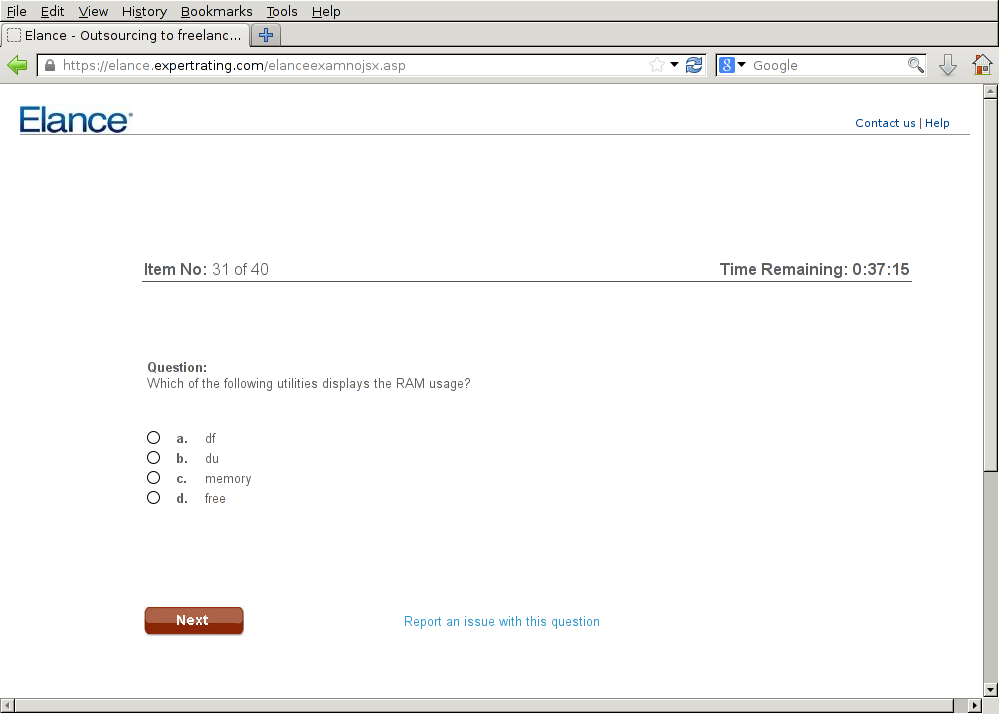 File Edit View History Bookmarks Tools Help
Elance - Outsourcing to freelanc...
https://elance.expertrating.com/elanceexamnojsx.asp
8 Google
Elance®
Contact us | Help
Item No: 31 of 40 Time Remaining: 0:37:15
Question:
Which of the following utilities displays the RAM usage?
a. df
b. du
c. memory
d. free
Next Report an issue with this question